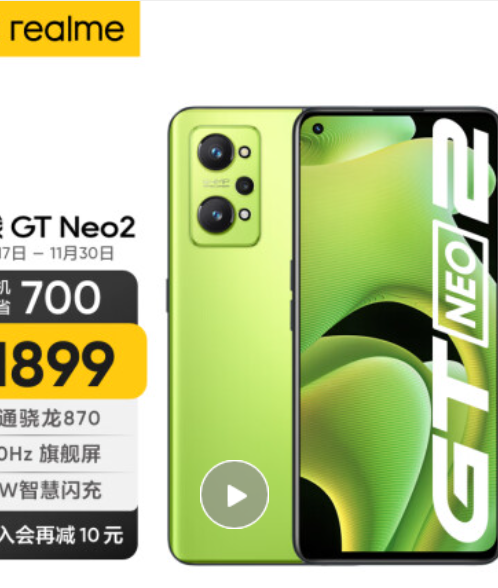 realme
GT Neo2
7日 – 11月30日
机
省 700
1899
通骁龙870
0Hz 旗舰屏
W智慧闪充
入会再减10元
64MP
GT NEO 2